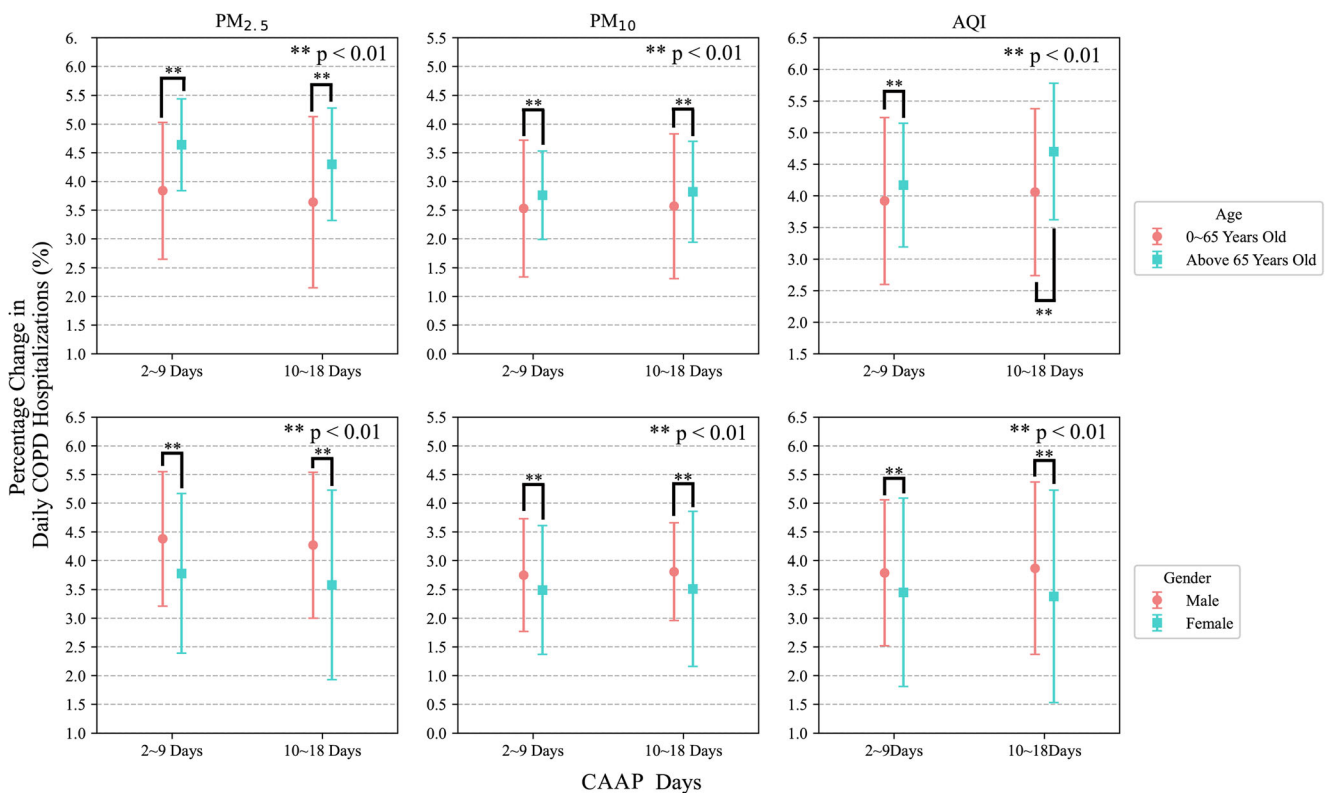 PM2.5
PM10
AQI
6.
6.0
5.5
5.0
4.5
4.0
3.5
3.0
2.5
2.0
1.5
1.0
** p < 0.01
**
**
2~9 Days
10~18 Days
5.5
5.0
4.5
4.0
3.5
3.0
2.5
2.0
1.5
1.0
0.5
0.0
** p < 0.01
**
**
2~9 Days
10~18 Days
6.5
6.0
5.5
5.0
4.5
4.0
3.5
3.0
2.5
2.0
1.5
** p < 0.01
**
**
2~9 Days
10~18 Days
Age
0~65 Years Old
Above 65 Years Old
Percentage Change in
Daily COPD Hospitalizations (%)
6.5
6.0
5.5
5.0
4.5
4.0
3.5
3.0
2.5
2.0
1.5
1.0
** p < 0.01
**
**
2~9 Days
10~18 Days
5.5
5.0
4.5
4.0
3.5
3.0
2.5
2.0
1.5
1.0
0.5
0.0
** p < 0.01
**
**
2~9 Days
10~18 Days
6.5
6.0
5.5
5.0
4.5
4.0
3.5
3.0
2.5
2.0
1.5
1.0
** p < 0.01
**
**
2~9Days
10~18Days
Gender
Male
Female
CAAP Days